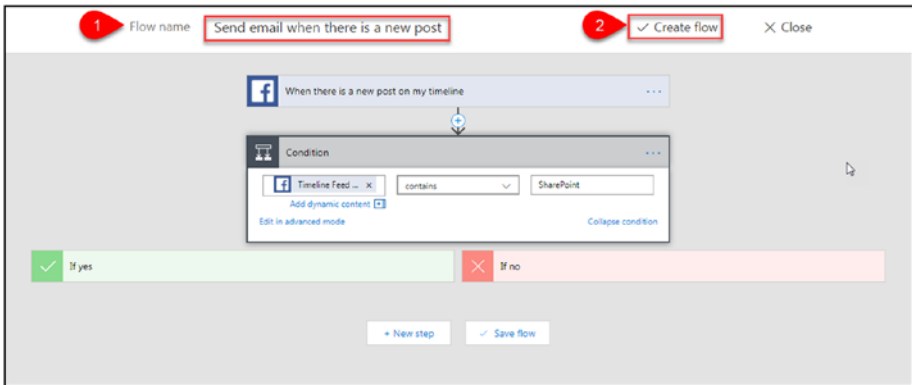 1 Flow name Send email when there is a new post 2 Create flow Close
When there is a new post on my timeline
Condition
Timeline Feed ... x contains SharePoint
Add dynamic content
Edit in advanced mode Collapse condition
If yes If no
+ New step Save flow